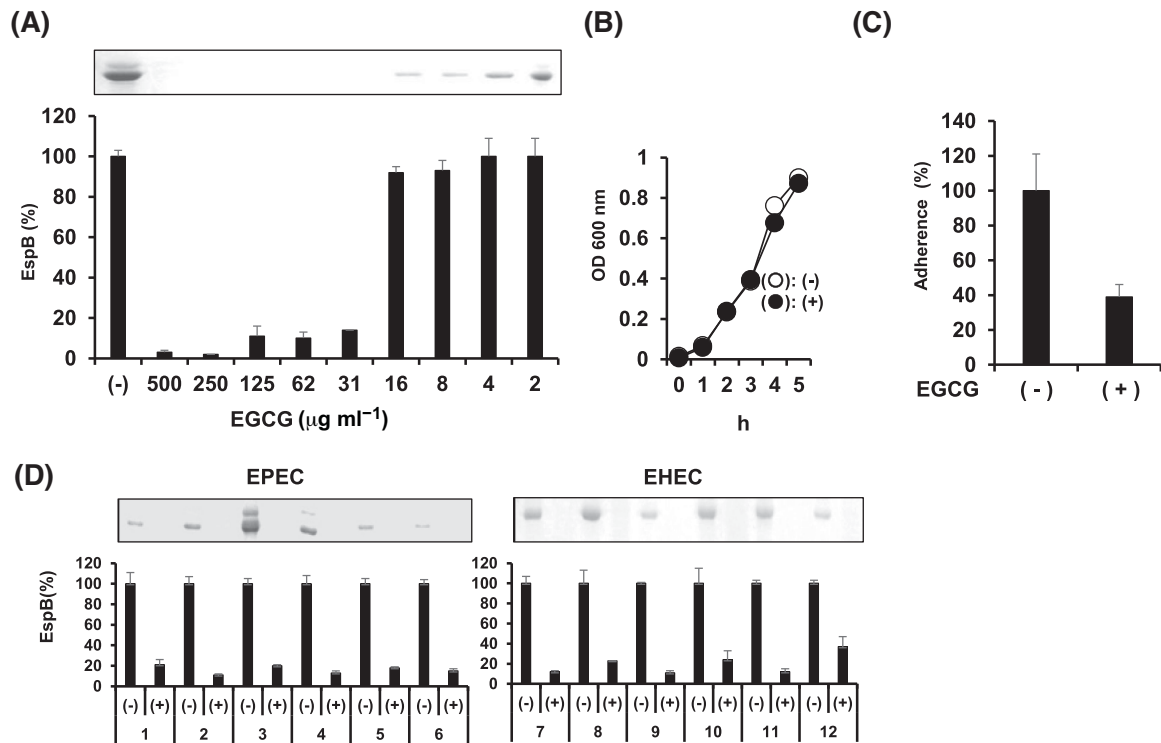 (A)
120
100
80
60
40
20
0
EspB (%)
(-) 500 250 125 62 31 16 8 4 2
EGCG (μg ml⁻¹)
(B)
1
0.8
0.6
0.4
0.2
0
OD 600 nm
(○): (-)
(●): (+)
0 1 2 3 4 5
h
(C)
140
120
100
80
60
40
20
0
Adherence (%)
EGCG (-) (+)
(D)
EPEC
120
100
80
60
40
20
0
EspB(%)
(-) (+) (-) (+) (-) (+) (-) (+) (-) (+) (-) (+)
1 2 3 4 5 6
EHEC
120
100
80
60
40
20
0
(-) (+) (-) (+) (-) (+) (-) (+) (-) (+) (-) (+)
7 8 9 10 11 12